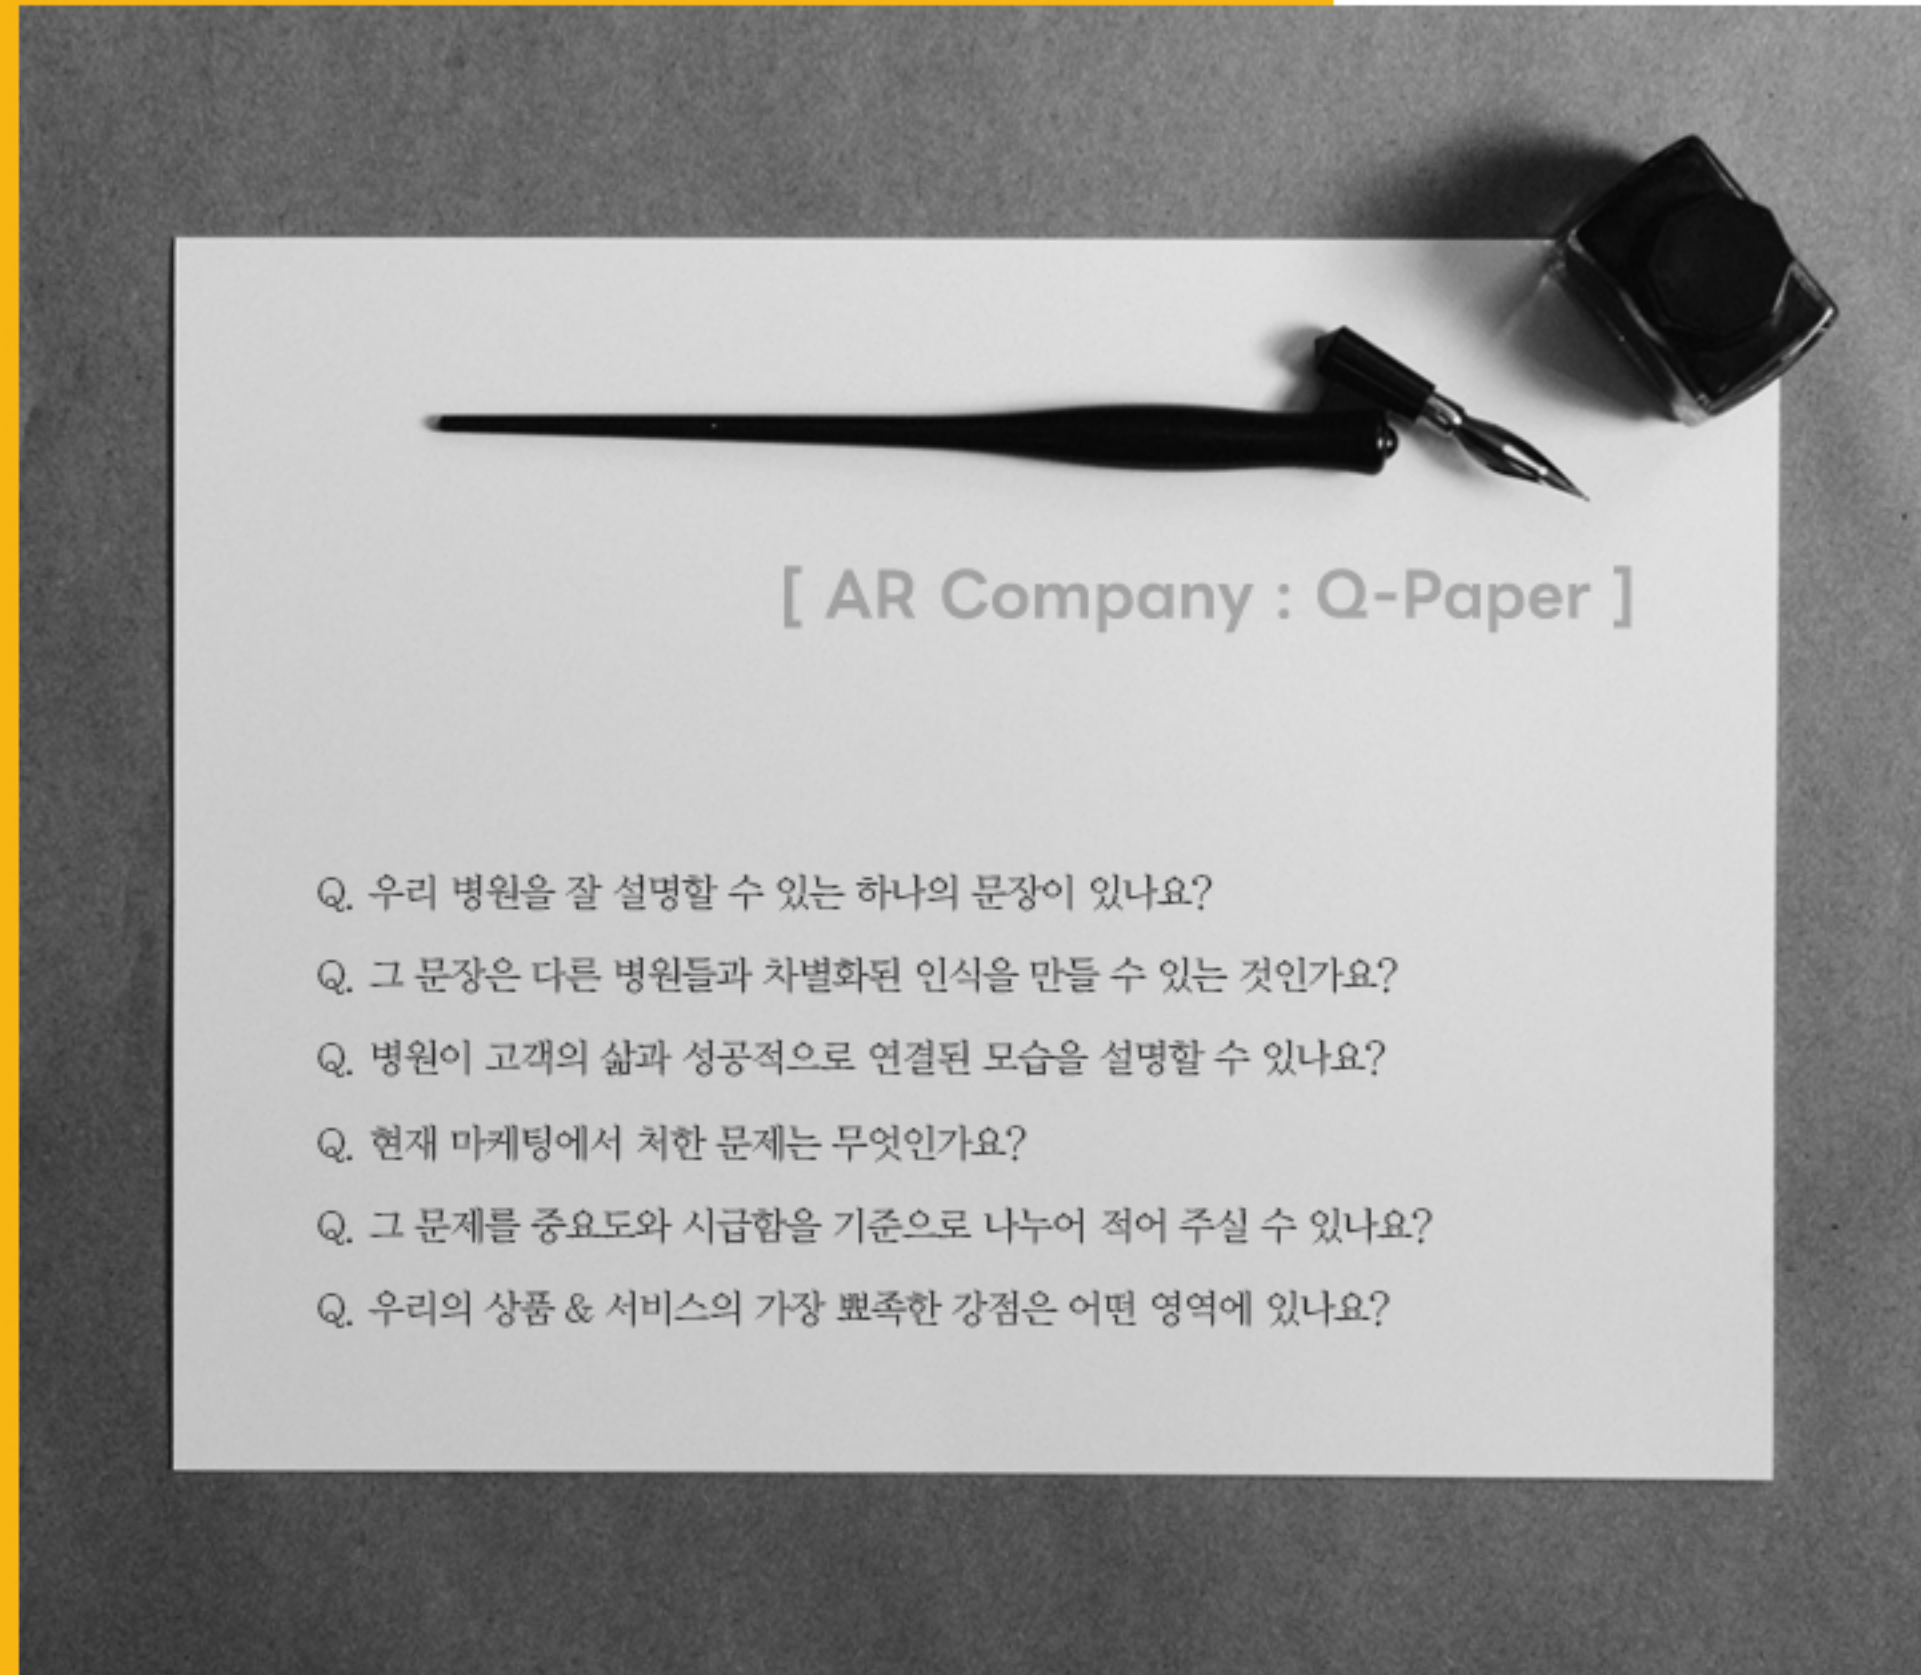 [ AR Company : Q-Paper ]
Q. 우리 병원을 잘 설명할 수 있는 하나의 문장이 있나요?
Q. 그 문장은 다른 병원들과 차별화된 인식을 만들 수 있는 것인가요?
Q. 병원이 고객의 삶과 성공적으로 연결된 모습을 설명할 수 있나요?
Q. 현재 마케팅에서 처한 문제는 무엇인가요?
Q. 그 문제를 중요도와 시급함을 기준으로 나누어 적어 주실 수 있나요?
Q. 우리의 상품 & 서비스의 가장 뾰족한 강점은 어떤 영역에 있나요?